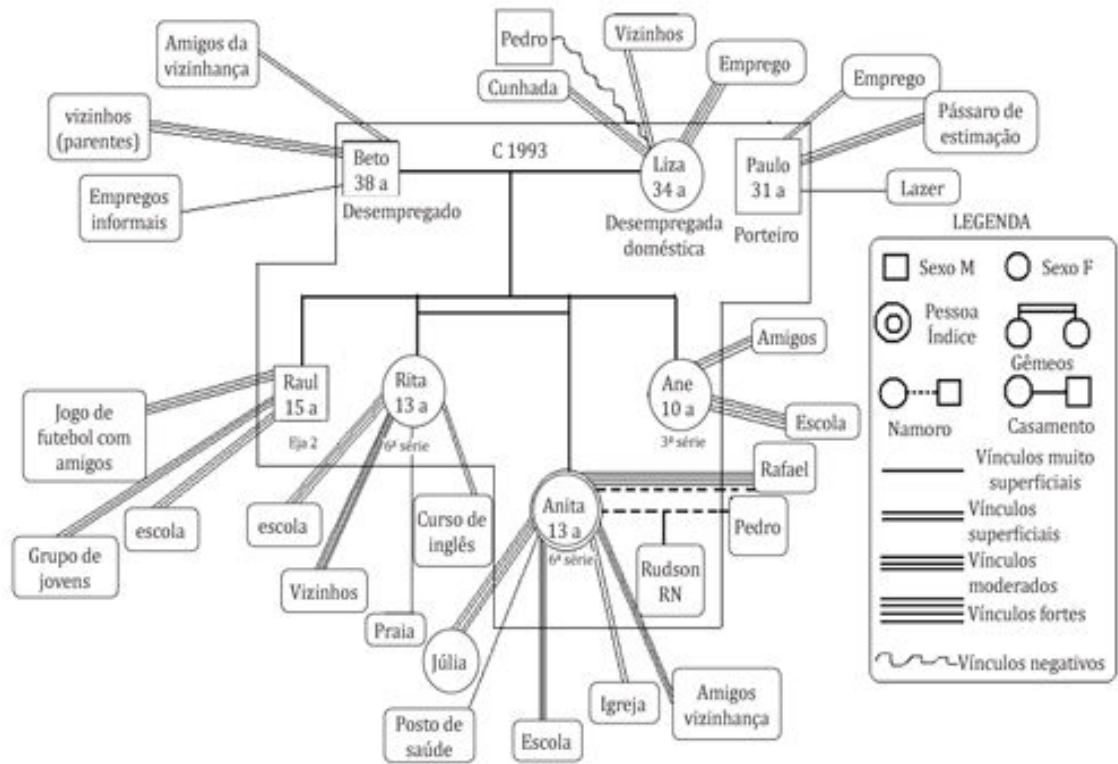 Amigos da
vizinhança
Pedro
Vizinhos
Cunhada
Emprego
Emprego
Pássaro de
estimação
Lazer
vizinhos
(parentes)
Empregos
informais
Beto
38 a
Desempregado
C 1993
Liza
34 a
Desempregada
doméstica
Paulo
31 a
Porteiro
LEGENDA
Sexo M
Sexo F
Pessoa
Índice
Gêmeos
Namoro
Casamento
Vínculos muito
superficiais
Vínculos
superficiais
Vínculos
moderados
Vínculos fortes
Vínculos negativos
Raul
15 a
Eja 2
Rita
13 a
6ª série
Ane
10 a
3ª série
Amigos
Escola
Jogo de
futebol com
amigos
Grupo de
jovens
escola
escola
Vizinhos
Praia
Curso de
inglês
Anita
13 a
6ª série
Rafael
Pedro
Rudson
RN
Júlia
Posto de
saúde
Escola
Igreja
Amigos
vizinhança